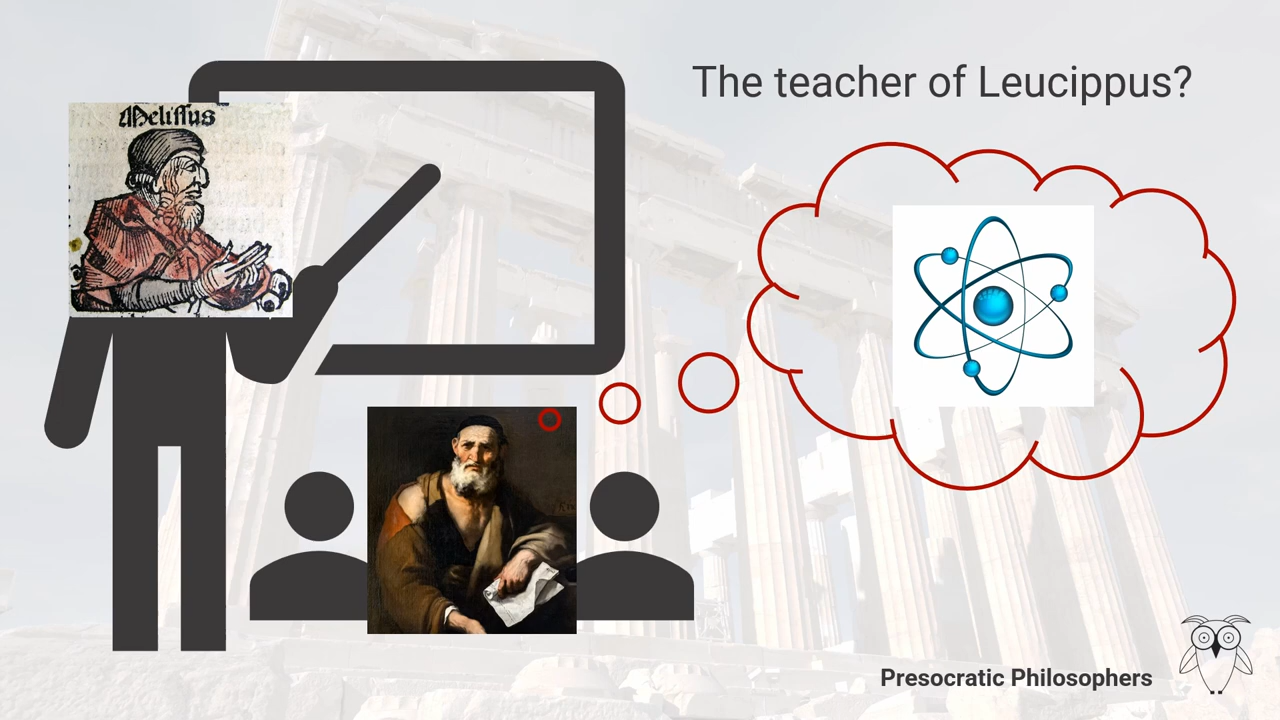 The teacher of Leucippus?
Meliſſus
Presocratic Philosophers